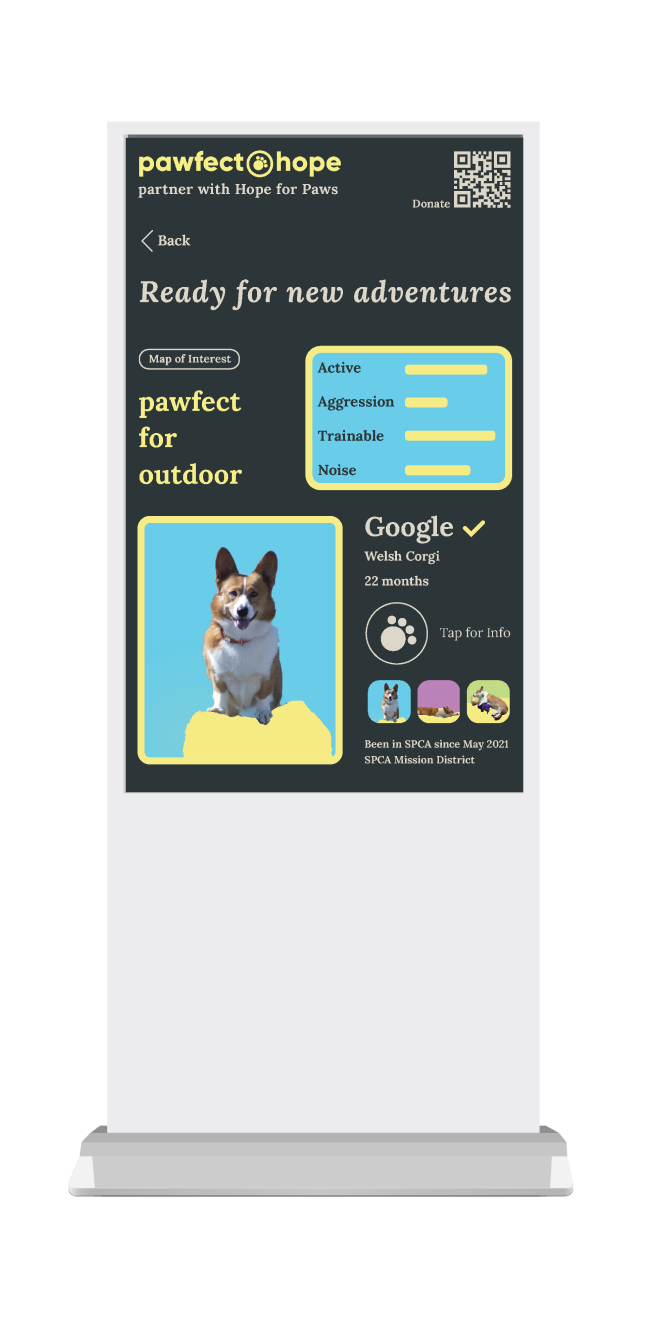 pawfect hope
partner with Hope for Paws
Donate
Back
Ready for new adventures
Map of Interest
pawfect
for
outdoor
Active
Aggression
Trainable
Noise
Google
Welsh Corgi
22 months
Tap for Info
Been in SPCA since May 2021
SPCA Mission District